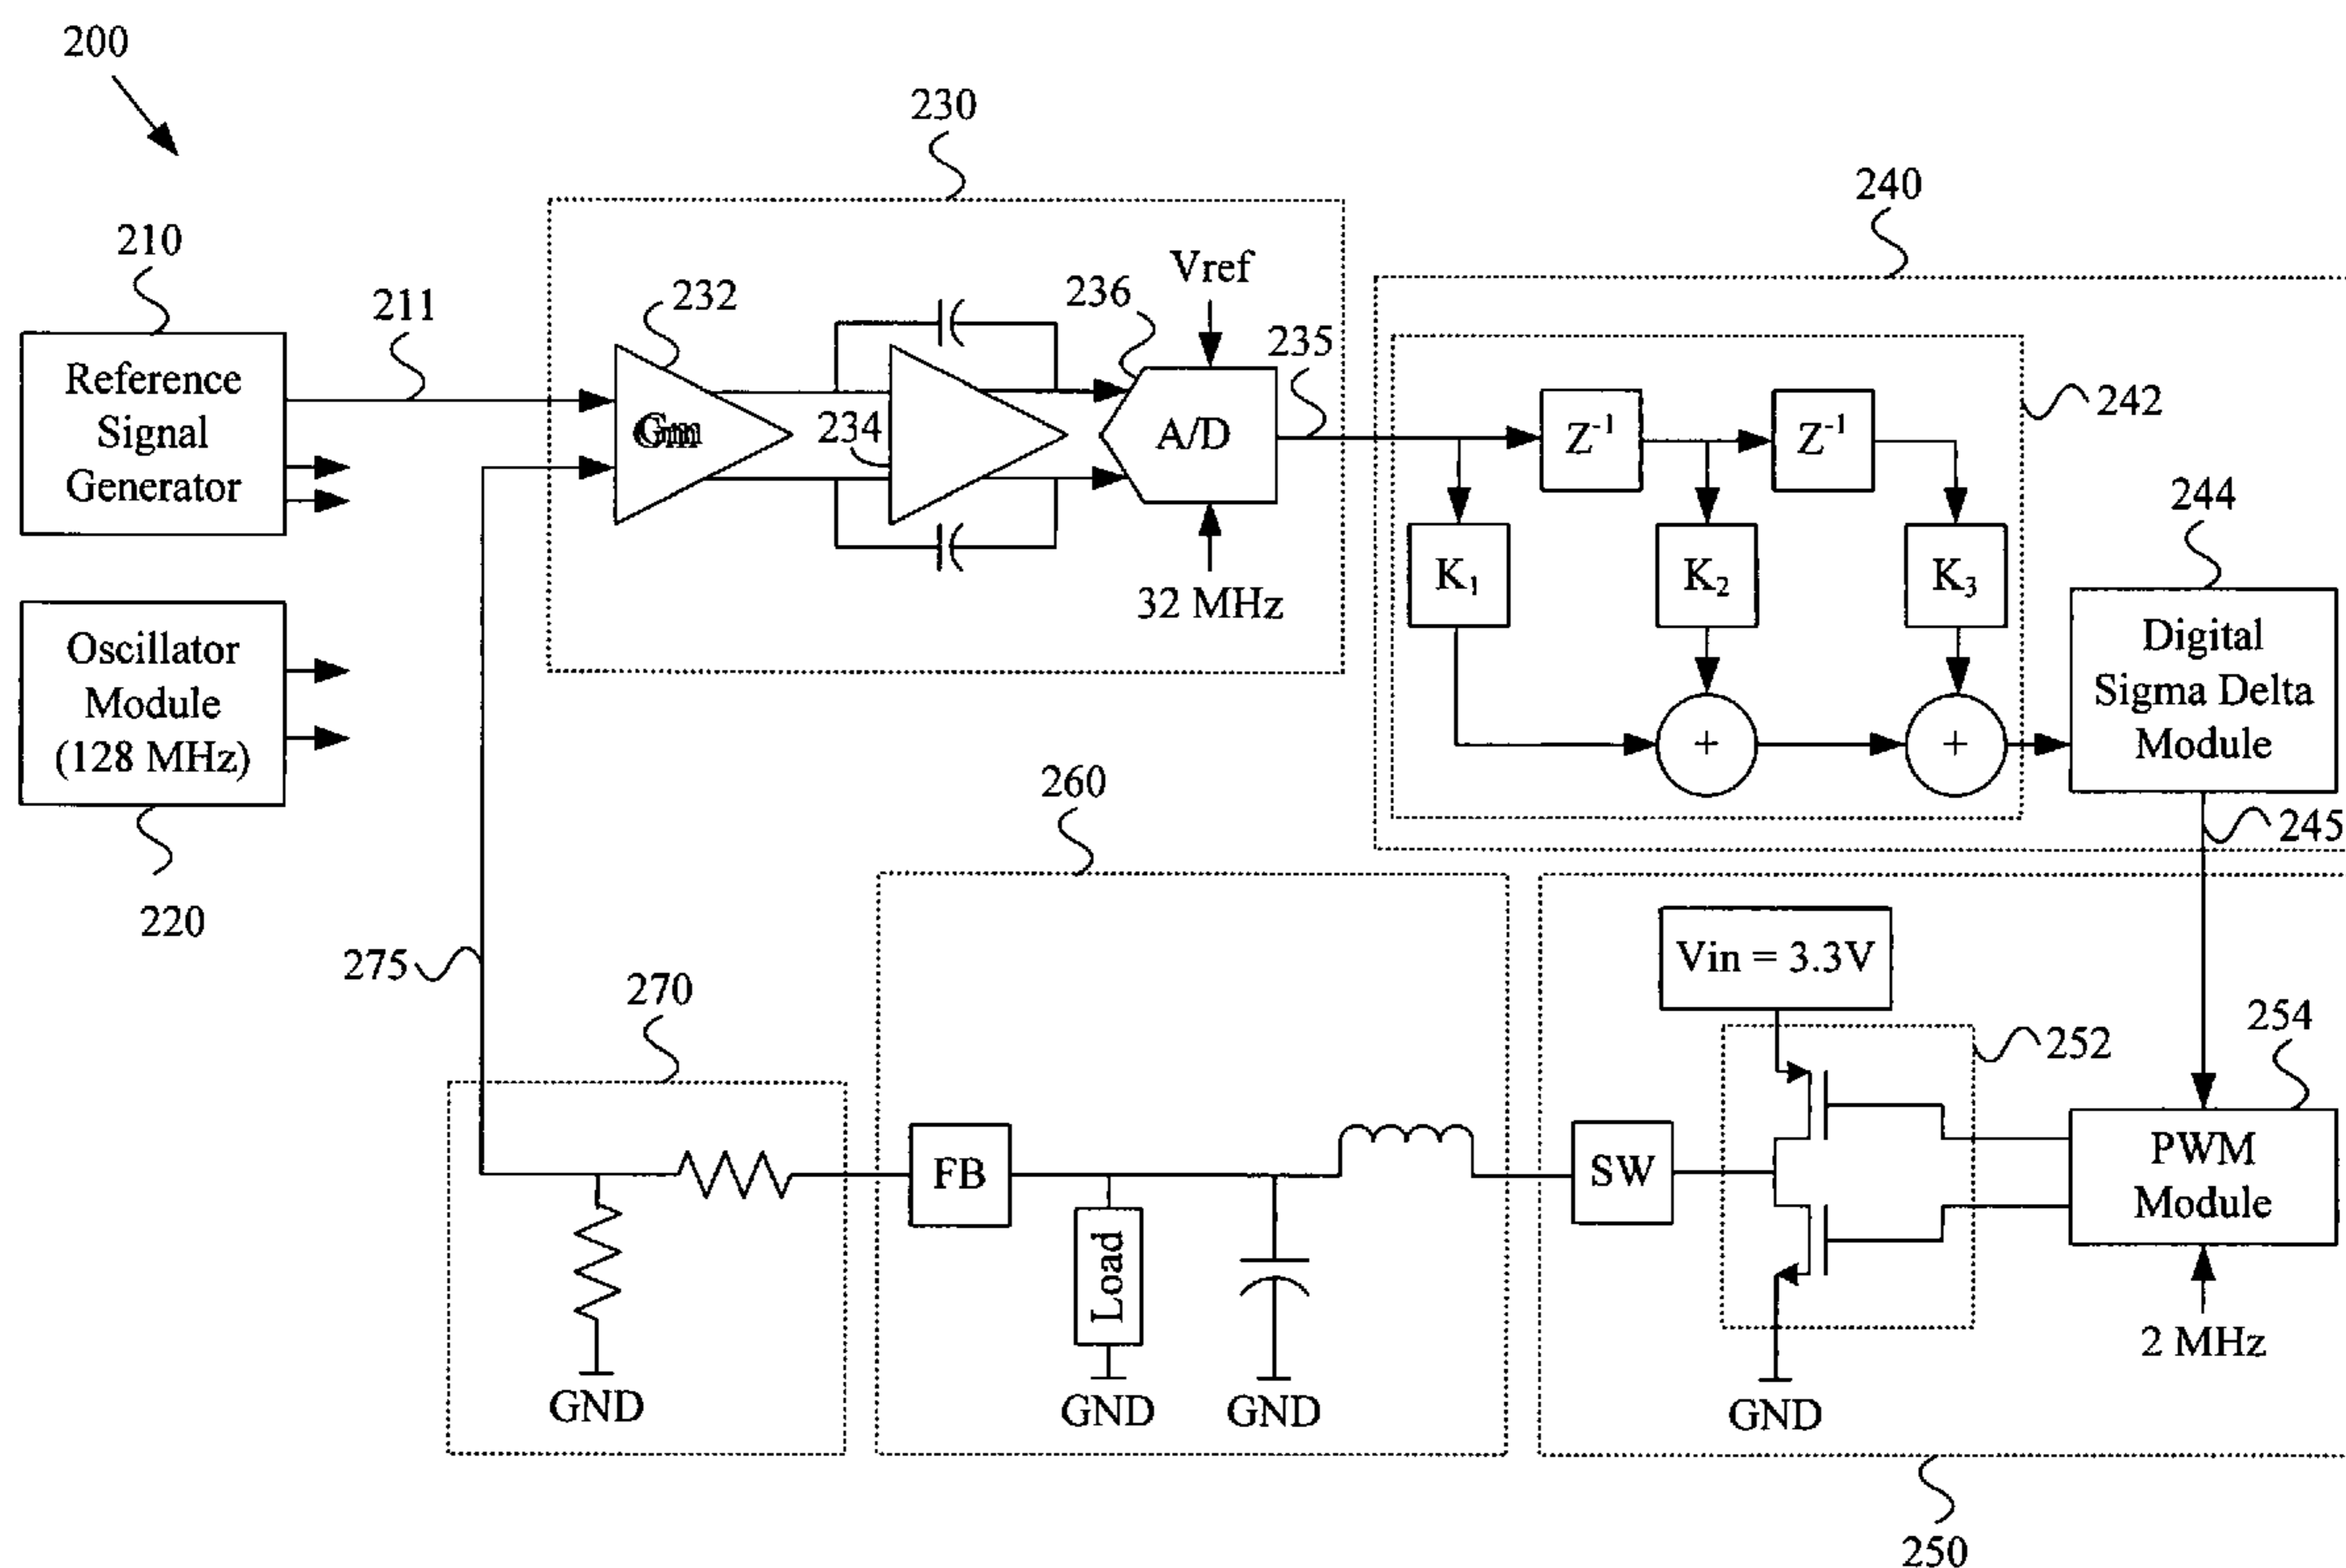 200
230
240
210
211
232
236
Vref
235
Reference
Signal
Generator
Gm
234
A/D
Z-1
Z-1
242
244
K1
K2
K3
32 MHz
Oscillator
Module
(128 MHz)
Digital
Sigma Delta
Module
+
+
260
245
220
275
270
Vin = 3.3V
252
254
FB
SW
PWM
Module
Load
2 MHz
GND
GND
GND
GND
250